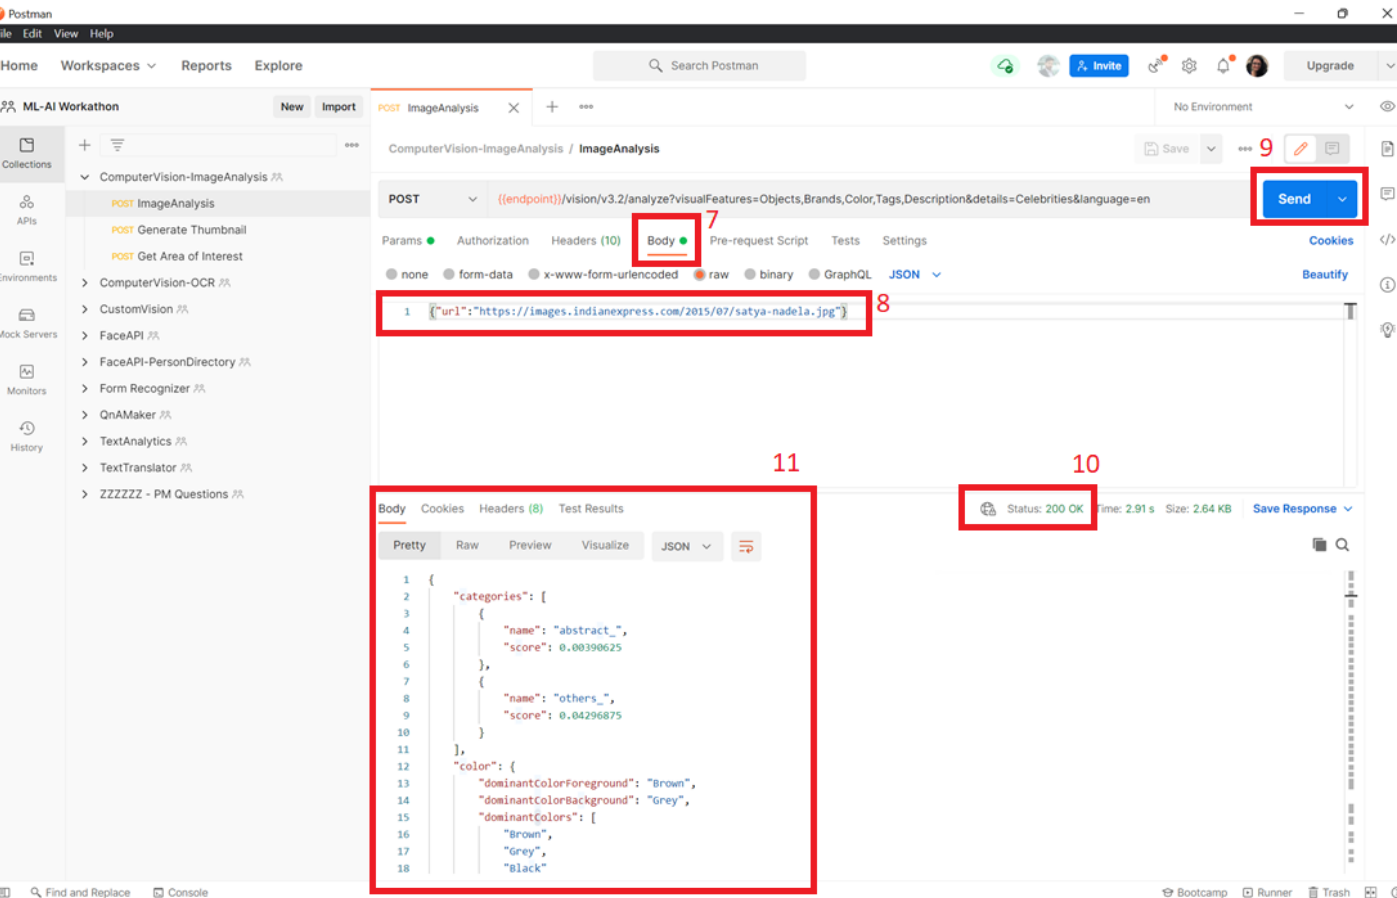 Postman
ile Edit View Help
Home Workspaces Reports Explore Search Postman Invite Upgrade
ML-AI Workathon New Import POST ImageAnalysis No Environment
Collections
APIs
Environments
Mock Servers
Monitors
History
ComputerVision-ImageAnalysis
POST ImageAnalysis
POST Generate Thumbnail
POST Get Area of Interest
ComputerVision-OCR
CustomVision
FaceAPI
FaceAPI-PersonDirectory
Form Recognizer
QnAMaker
TextAnalytics
TextTranslator
ZZZZZZ - PM Questions
ComputerVision-ImageAnalysis / ImageAnalysis Save 9
POST {{endpoint}}/vision/v3.2/analyze?visualFeatures=Objects,Brands,Color,Tags,Description&details=Celebrities&language=en Send
7
Params Authorization Headers (10) Body Pre-request Script Tests Settings Cookies
none form-data x-www-form-urlencoded raw binary GraphQL JSON Beautify
1 {"url":"https://images.indianexpress.com/2015/07/satya-nadela.jpg"} 8
11 10
Body Cookies Headers (8) Test Results Status: 200 OK Time: 2.91 s Size: 2.64 KB Save Response
Pretty Raw Preview Visualize JSON
1 {
2 "categories": [
3 {
4 "name": "abstract_",
5 "score": 0.00390625
6 },
7 {
8 "name": "others_",
9 "score": 0.04296875
10 }
11 ],
12 "color": {
13 "dominantColorForeground": "Brown",
14 "dominantColorBackground": "Grey",
15 "dominantColors": [
16 "Brown",
17 "Grey",
18 "Black"
Find and Replace Console Bootcamp Runner Trash